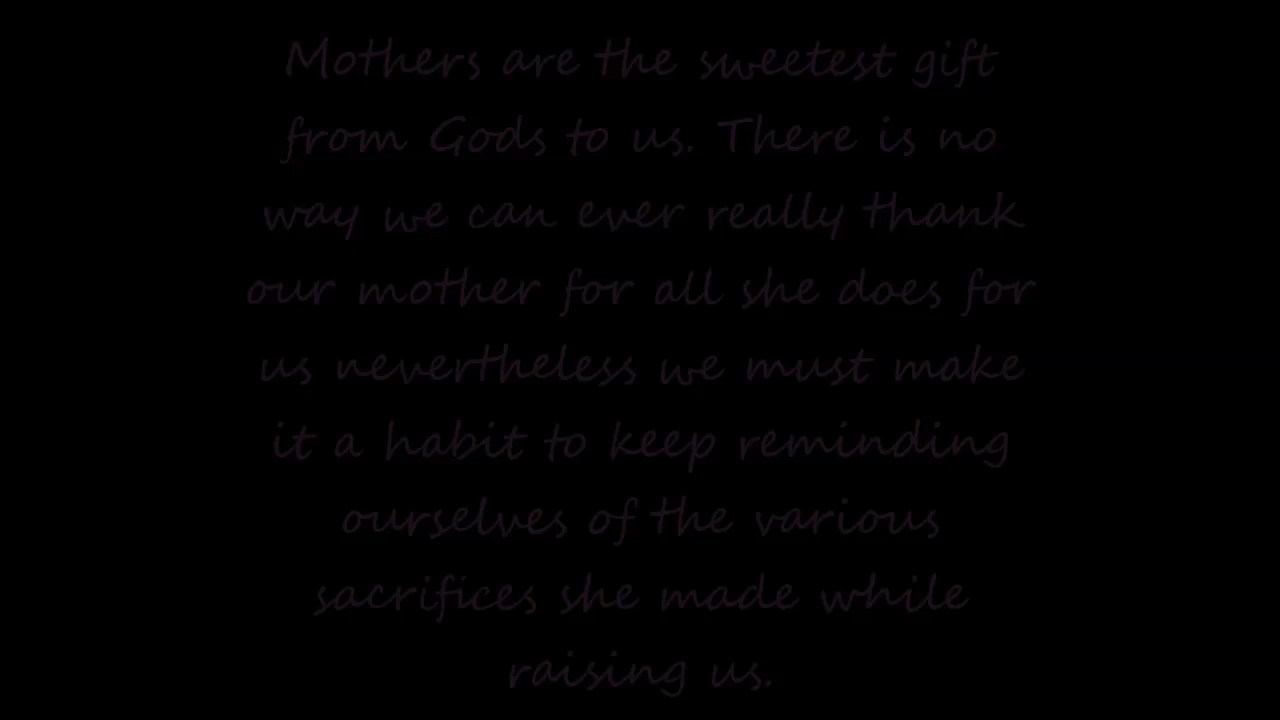 Mothers are the sweetest gift
from Gods to us. There is no
way we can ever really thank
our mother for all she does for
us nevertheless we must make
it a habit to keep reminding
ourselves of the various
sacrifices she made while
raising us.